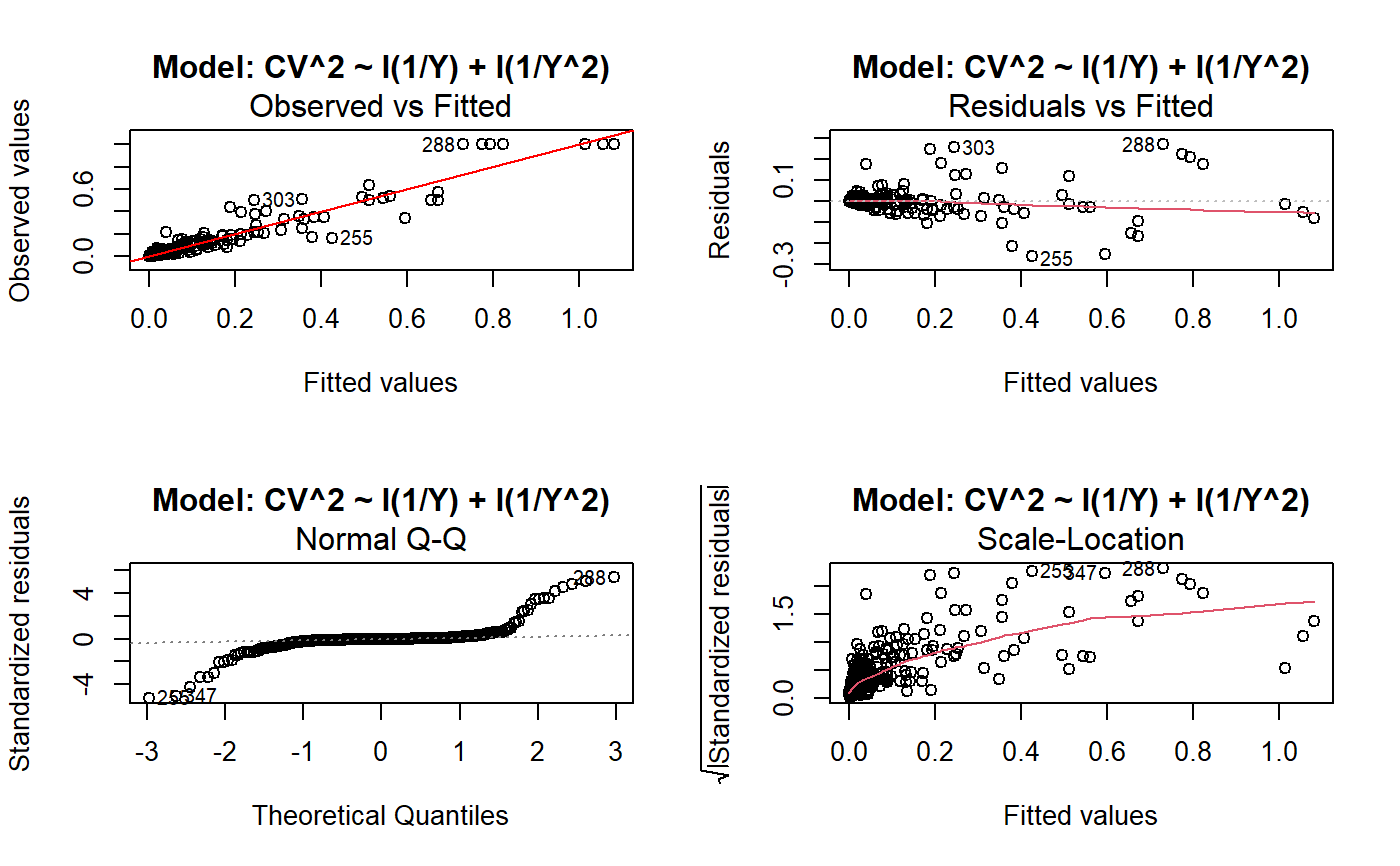 Model: CV^2 ~ I(1/Y) + I(1/Y^2)
Observed vs Fitted
Observed values
0.6
0.0
288
303
255
0.0 0.2 0.4 0.6 0.8 1.0
Fitted values
Model: CV^2 ~ I(1/Y) + I(1/Y^2)
Residuals vs Fitted
Residuals
0.1
-0.3
303
288
255
0.0 0.2 0.4 0.6 0.8 1.0
Fitted values
Model: CV^2 ~ I(1/Y) + I(1/Y^2)
Normal Q-Q
Standardized residuals
4
0
-4
288
255
347
-3 -2 -1 0 1 2 3
Theoretical Quantiles
Model: CV^2 ~ I(1/Y) + I(1/Y^2)
Scale-Location
√|Standardized residuals|
1.5
0.0
255
347
288
0.0 0.2 0.4 0.6 0.8 1.0
Fitted values